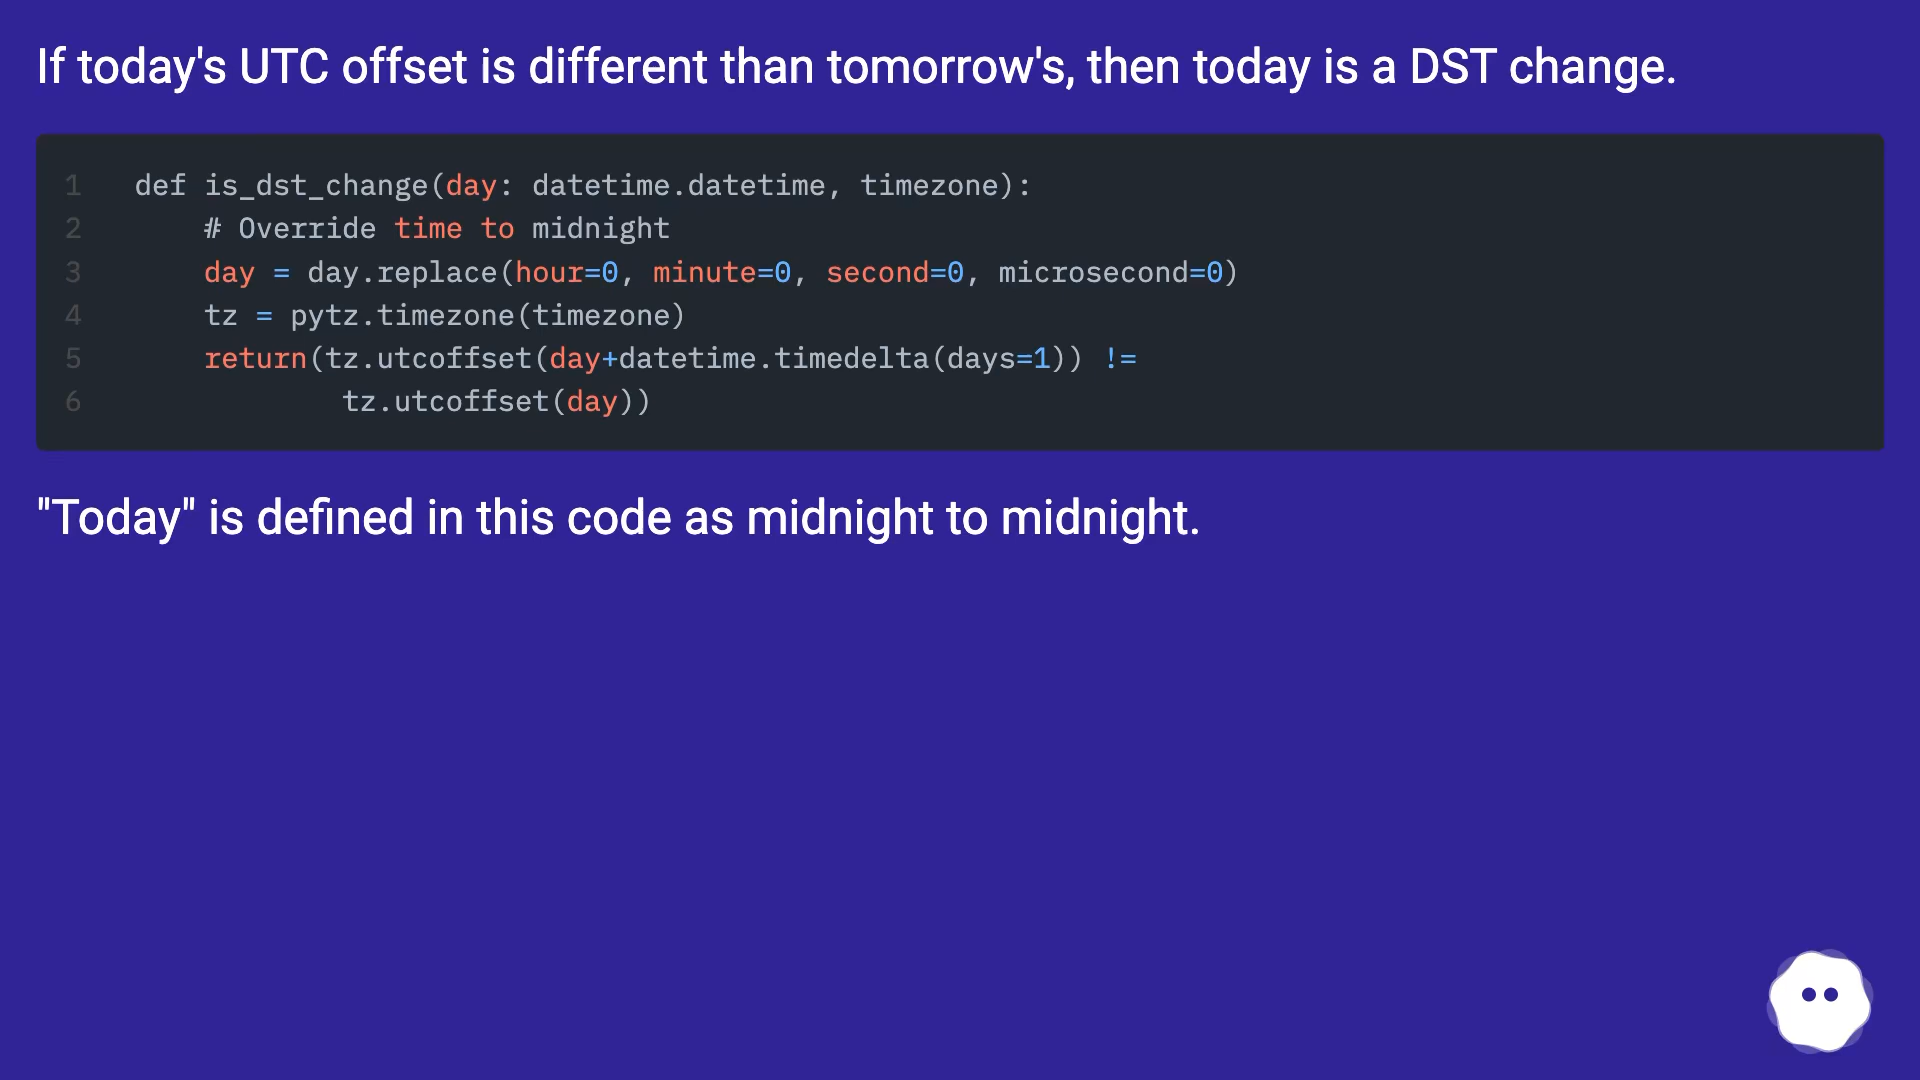 If today's UTC offset is different than tomorrow's, then today is a DST change.
1 def is_dst_change(day: datetime.datetime, timezone):
2 # Override time to midnight
3 day = day.replace(hour=0, minute=0, second=0, microsecond=0)
4 tz = pytz.timezone(timezone)
5 return(tz.utcoffset(day+datetime.timedelta(days=1)) !=
6 tz.utcoffset(day))
"Today" is defined in this code as midnight to midnight.